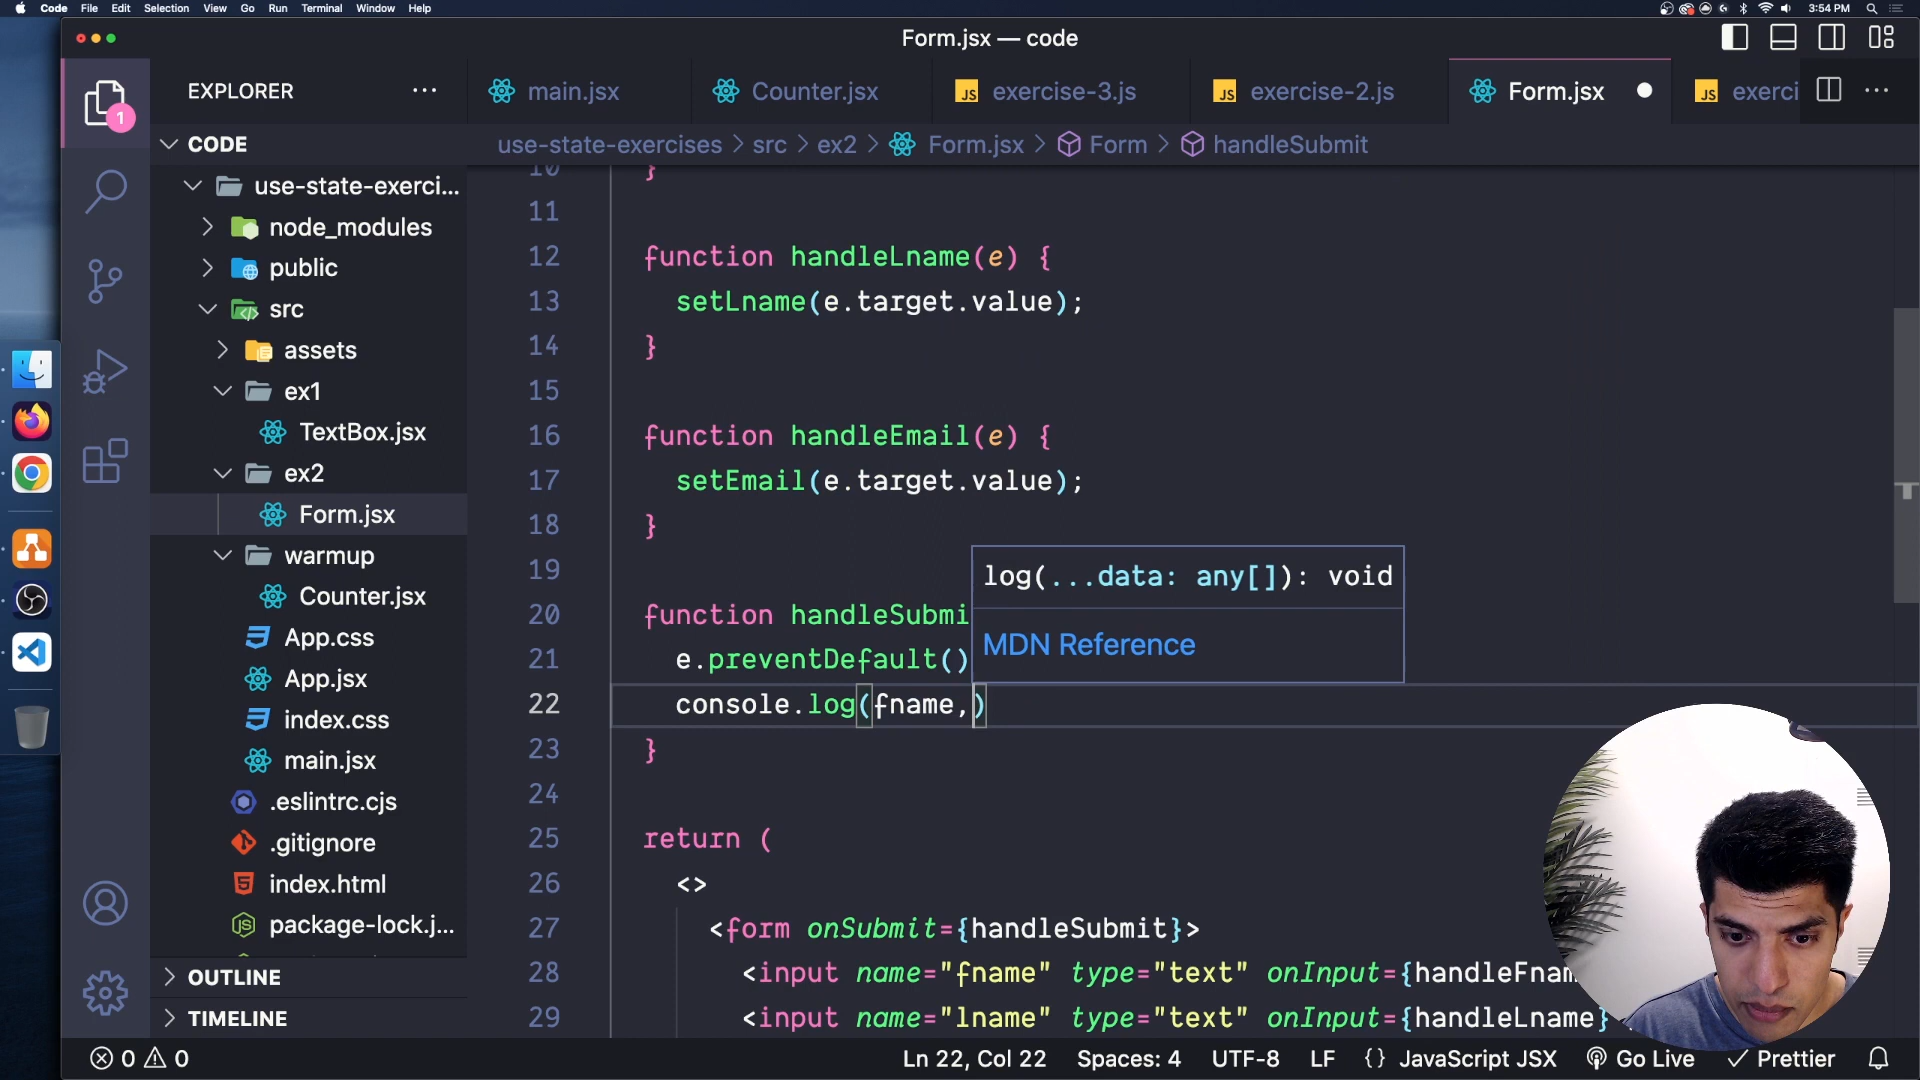 Code File Edit Selection View Go Run Terminal Window Help 3:54 PM
Form.jsx — code
EXPLORER
main.jsx Counter.jsx exercise-3.js exercise-2.js Form.jsx exerci
use-state-exercises > src > ex2 > Form.jsx > Form > handleSubmit
1
CODE
use-state-exerci...
node_modules
public
src
assets
ex1
TextBox.jsx
ex2
Form.jsx
warmup
Counter.jsx
App.css
App.jsx
index.css
main.jsx
.eslintrc.cjs
.gitignore
index.html
package-lock.j...
OUTLINE
TIMELINE
10 }
11
12 function handleLname(e) {
13 setLname(e.target.value);
14 }
15
16 function handleEmail(e) {
17 setEmail(e.target.value);
18 }
19
20 function handleSubmi
21 e.preventDefault()
22 console.log(fname,)
23 }
24
25 return (
26 <>
27 <form onSubmit={handleSubmit}>
28 <input name="fname" type="text" onInput={handleFnam
29 <input name="lname" type="text" onInput={handleLname}
log(...data: any[]): void
MDN Reference
0 0 Ln 22, Col 22 Spaces: 4 UTF-8 LF {} JavaScript JSX Go Live Prettier